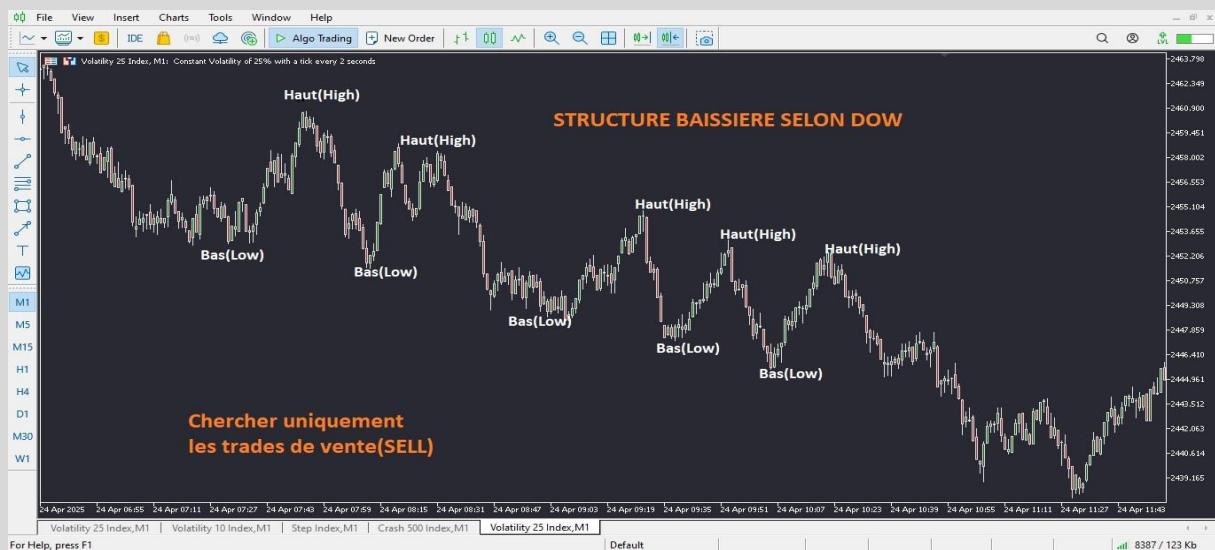 File View Insert Charts Tools Window Help
IDE Algo Trading New Order
LVL
Volatility 25 Index, M1: Constant Volatility of 25% with a tick every 2 seconds
STRUCTURE BAISSIERE SELON DOW
Haut(High)
Haut(High)
Haut(High)
Haut(High)
Haut(High)
Bas(Low)
Bas(Low)
Bas(Low)
Bas(Low)
Bas(Low)
Chercher uniquement
les trades de vente(SELL)
T
M1
M5
M15
H1
H4
D1
M30
W1
2463.798
2462.349
2460.900
2459.451
2458.002
2456.553
2455.104
2453.655
2452.206
2450.757
2449.308
2447.859
2446.410
2444.961
2443.512
2442.063
2440.614
2439.165
24 Apr 2025 24 Apr 06:55 24 Apr 07:11 24 Apr 07:27 24 Apr 07:43 24 Apr 07:59 24 Apr 08:15 24 Apr 08:31 24 Apr 08:47 24 Apr 09:03 24 Apr 09:19 24 Apr 09:35 24 Apr 09:51 24 Apr 10:07 24 Apr 10:23 24 Apr 10:39 24 Apr 10:55 24 Apr 11:11 24 Apr 11:27 24 Apr 11:43
Volatility 25 Index,M1 Volatility 10 Index,M1 Step Index,M1 Crash 500 Index,M1 Volatility 25 Index,M1
For Help, press F1 Default 8387 / 123 Kb